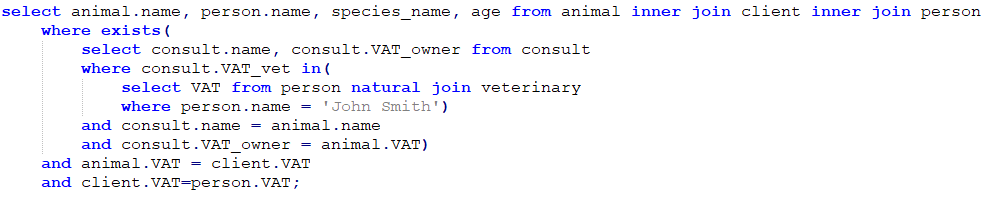 select animal.name, person.name, species_name, age from animal inner join client inner join person
where exists(
select consult.name, consult.VAT_owner from consult
where consult.VAT_vet in(
select VAT from person natural join veterinary
where person.name = 'John Smith')
and consult.name = animal.name
and consult.VAT_owner = animal.VAT)
and animal.VAT = client.VAT
and client.VAT=person.VAT;